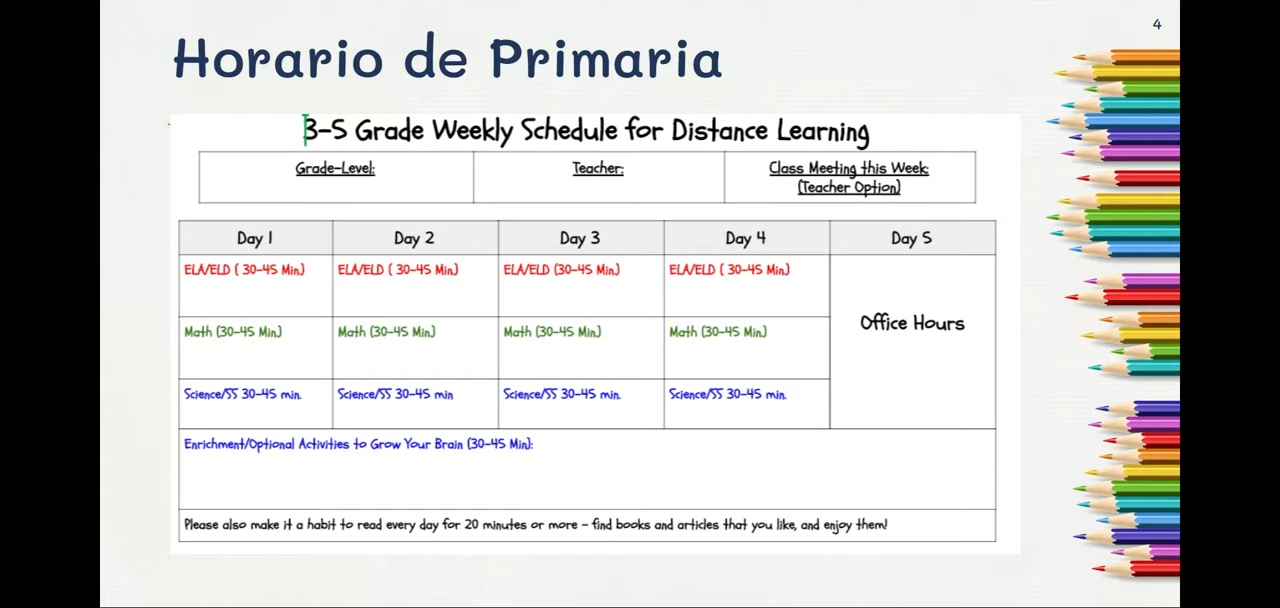 4
Horario de Primaria
3-5 Grade Weekly Schedule for Distance Learning
Grade-Level:
Teacher:
Class Meeting this Week:
(Teacher Option)
Day 1
Day 2
Day 3
Day 4
Day 5
ELA/ELD ( 30-45 Min.)
ELA/ELD ( 30-45 Min.)
ELA/ELD (30-45 Min.)
ELA/ELD ( 30-45 Min.)
Office Hours
Math (30-45 Min.)
Math (30-45 Min.)
Math (30-45 Min.)
Math (30-45 Min.)
Science/SS 30-45 min.
Science/SS 30-45 min
Science/SS 30-45 min.
Science/SS 30-45 min.
Enrichment/Optional Activities to Grow Your Brain (30-45 Min):
Please also make it a habit to read every day for 20 minutes or more - find books and articles that you like, and enjoy them!